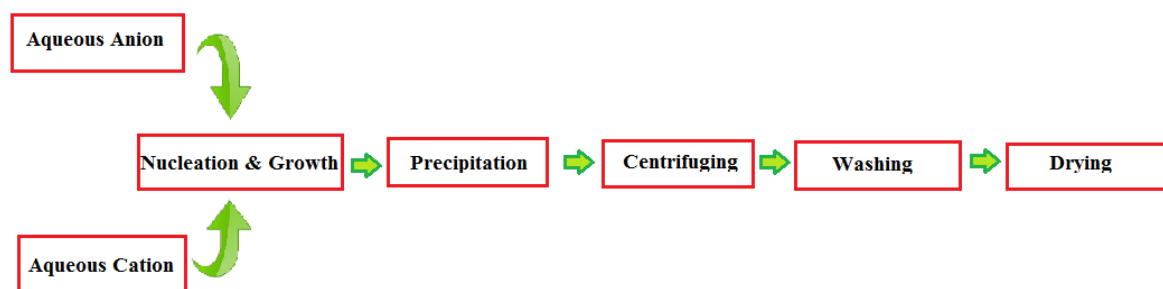 Aqueous Anion
Nucleation & Growth
Precipitation
Centrifuging
Washing
Drying
Aqueous Cation